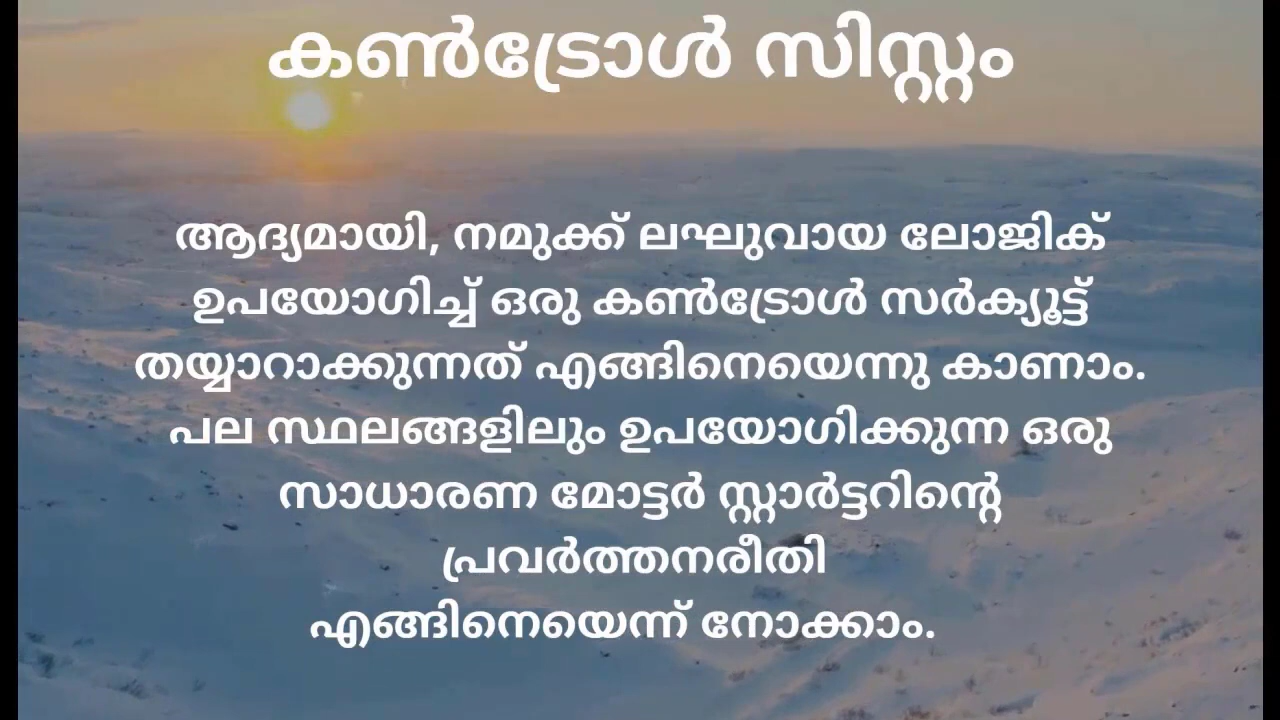 കൺട്രോൾ സിസ്റ്റം
ആദ്യമായി, നമുക്ക് ലഘുവായ ലോജിക്
ഉപയോഗിച്ച് ഒരു കൺട്രോൾ സർക്യൂട്ട്
തയ്യാറാക്കുന്നത് എങ്ങിനെയെന്നു കാണാം.
പല സ്ഥലങ്ങളിലും ഉപയോഗിക്കുന്ന ഒരു
സാധാരണ മോട്ടർ സ്റ്റാർട്ടറിന്റെ
പ്രവർത്തനരീതി
എങ്ങിനെയെന്ന് നോക്കാം.